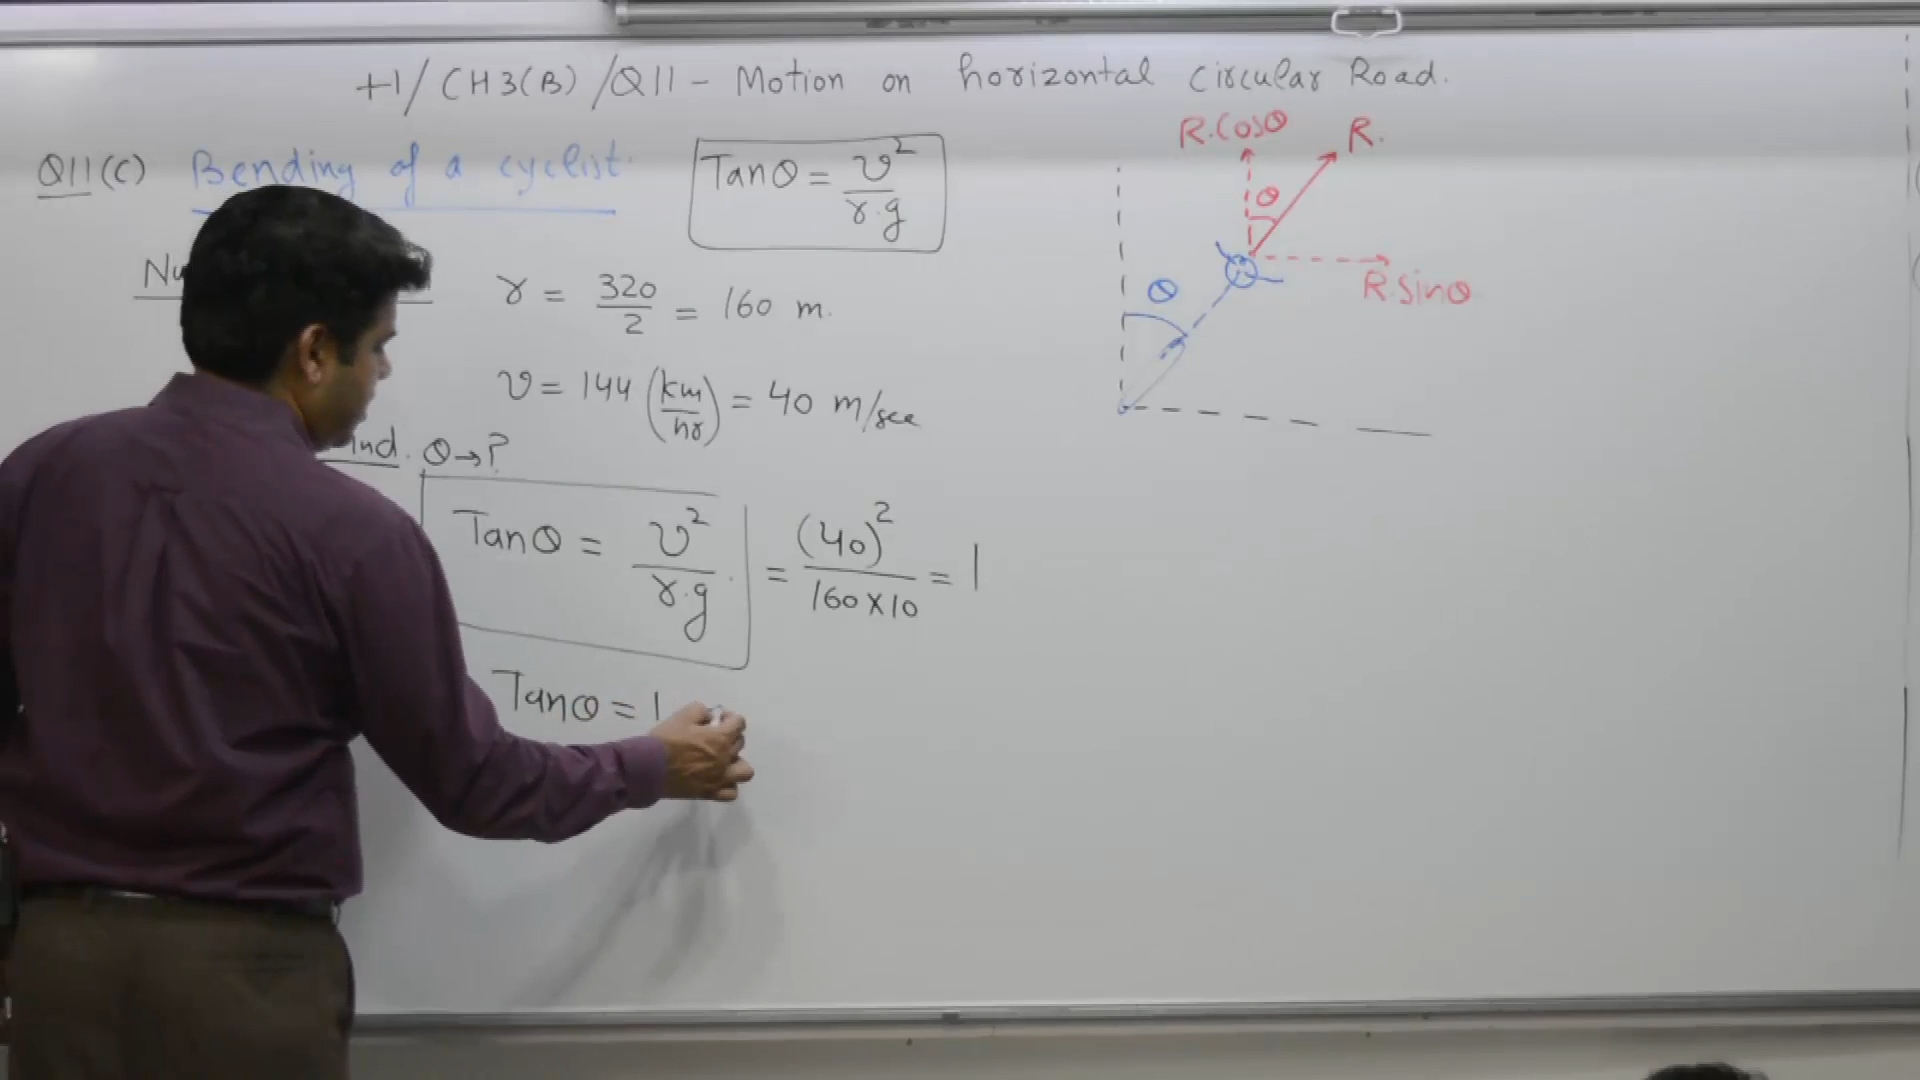 +1/CH3(B)/Q11 - Motion on horizontal Circular Road.
Q11(C) Bending of a cyclist.
Tanθ = v²/r.g
r = 320/2 = 160 m.
v = 144 (km/hr) = 40 m/sec
θ→?
Tanθ = v²/r.g = (40)²/160×10 = 1
Tanθ = 1
R.Cosθ
R.
θ
θ
R.Sinθ